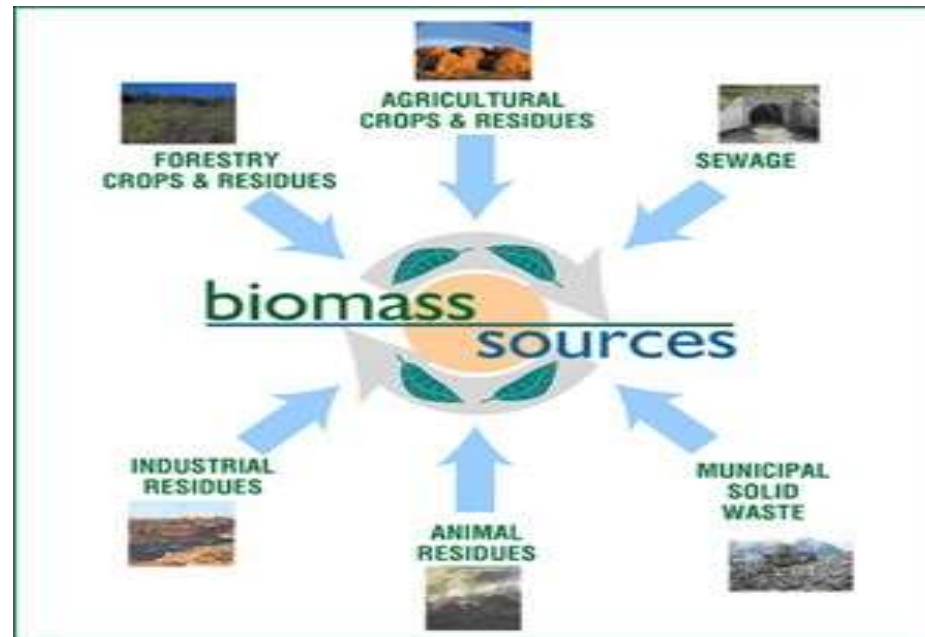 AGRICULTURAL
CROPS & RESIDUES
FORESTRY
CROPS & RESIDUES
SEWAGE
biomass
sources
INDUSTRIAL
RESIDUES
ANIMAL
RESIDUES
MUNICIPAL
SOLID
WASTE